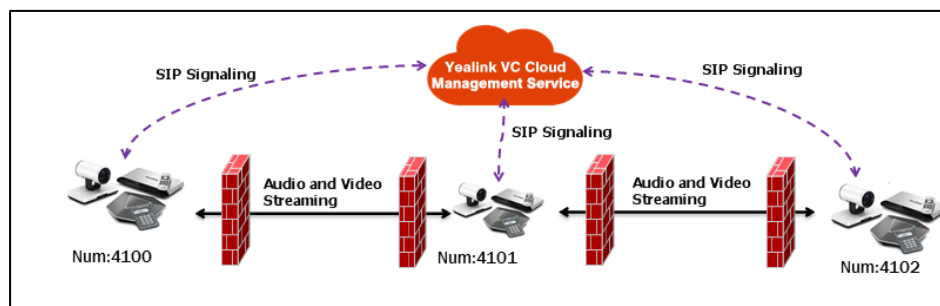 SIP Signaling
Yealink VC Cloud
Management Service
SIP Signaling
SIP Signaling
Audio and Video
Streaming
Audio and Video
Streaming
Num:4100
Num:4101
Num:4102